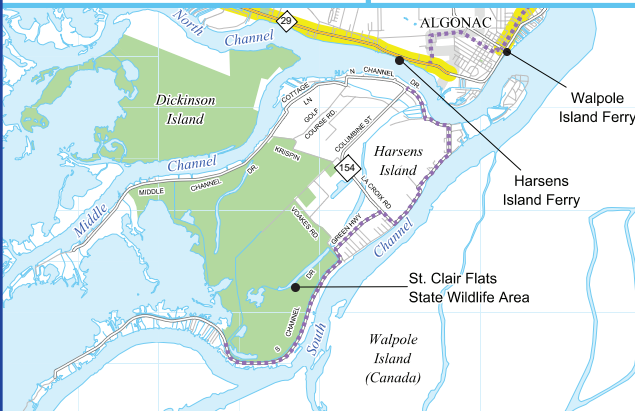 North
Channel
29
ALGONAC
Walpole
Island Ferry
N CHANNEL DR
COTTAGE
LN
GOLF
COURSE RD
COLUMBINE ST
Dickinson
Island
Harsens
Island
Harsens
Island Ferry
KRISPIN
DR
154
LA CROIX RD
Middle Channel
MIDDLE CHANNEL
VOAKES RD
GREEN HWY
Channel
South
S CHANNEL DR
St. Clair Flats
State Wildlife Area
Walpole
Island
(Canada)